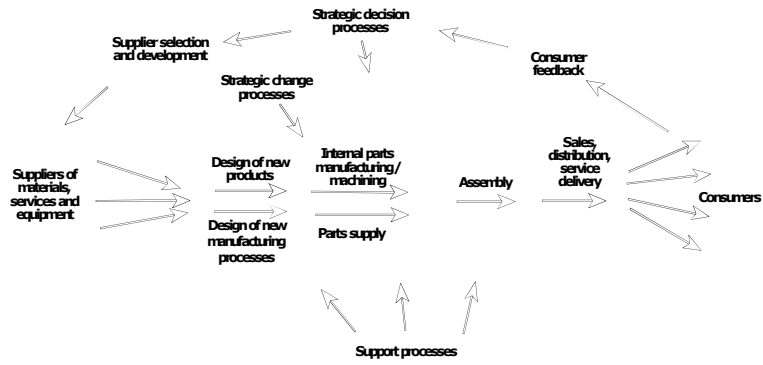 Strategic decision
processes
Supplier selection
and development
Consumer
feedback
Strategic change
processes
Suppliers of
materials,
services and
equipment
Design of new
products
Internal parts
manufacturing /
machining
Sales,
distribution,
service
delivery
Assembly
Consumers
Design of new
manufacturing
processes
Parts supply
Support processes